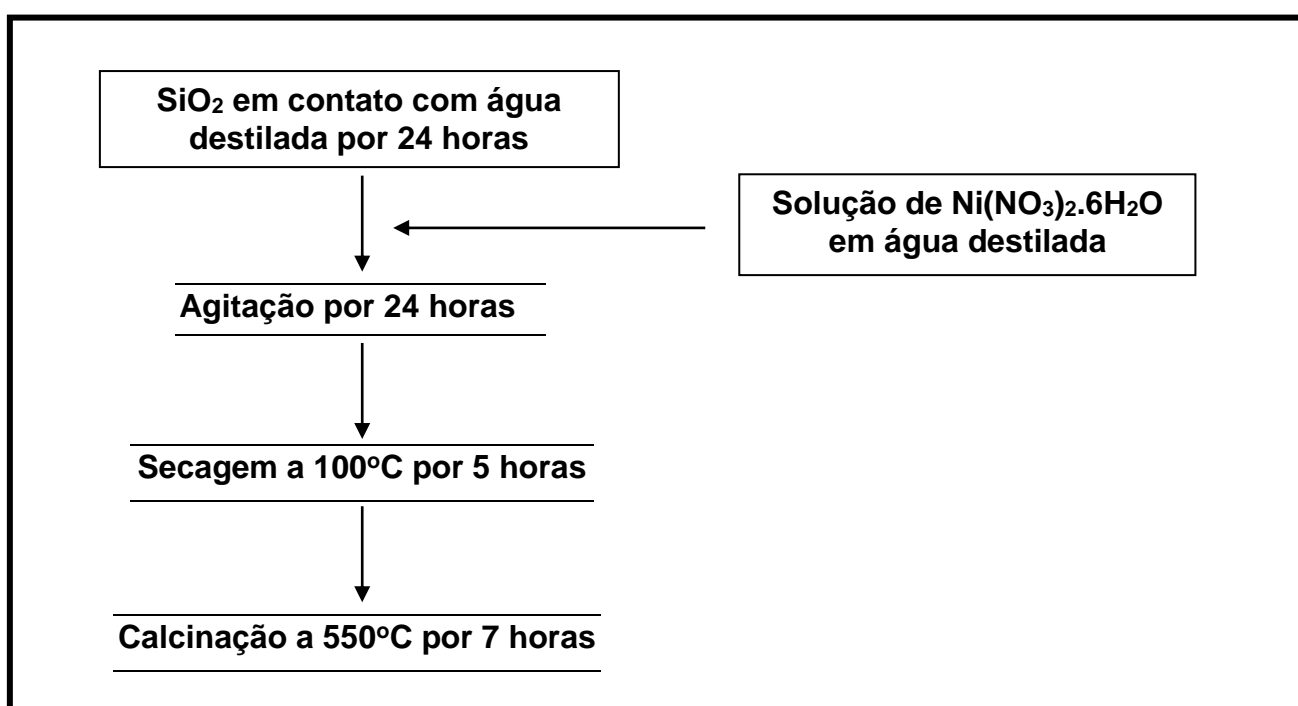 SiO₂ em contato com água
destilada por 24 horas
Solução de Ni(NO₃)₂.6H₂O
em água destilada
Agitação por 24 horas
Secagem a 100ºC por 5 horas
Calcinação a 550ºC por 7 horas